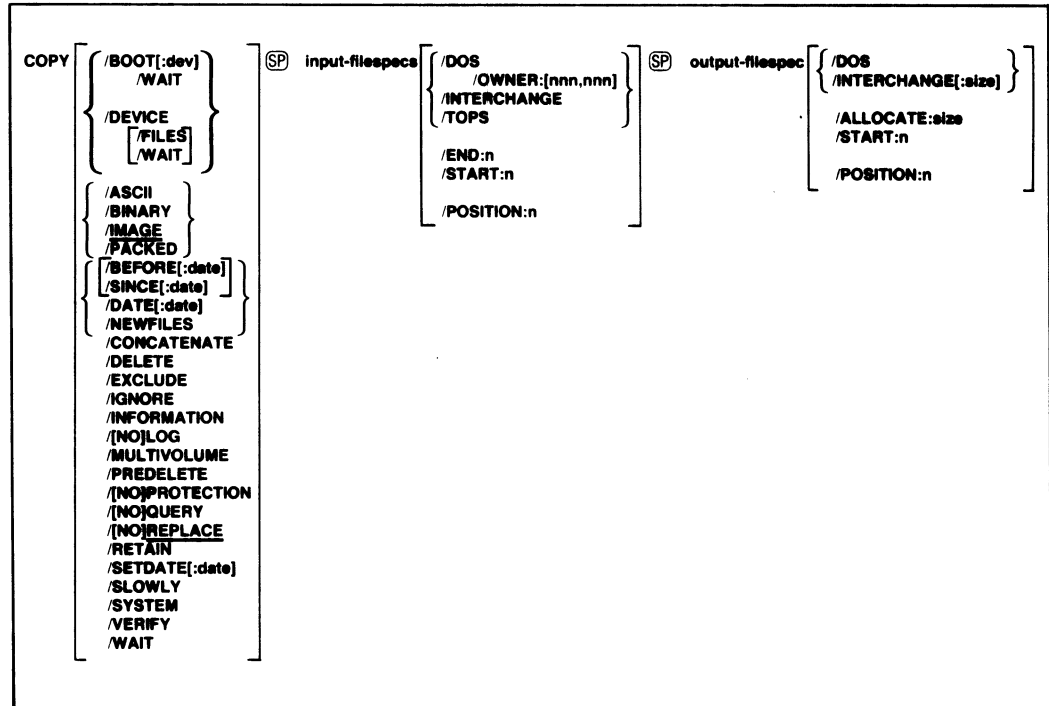 COPY /BOOT[:dev] SP input-filespecs /DOS SP output-filespec /DOS
/WAIT /OWNER:[nnn,nnn] /INTERCHANGE[:size]
/DEVICE /INTERCHANGE /ALLOCATE:size
/FILES /TOPS /START:n
/WAIT /END:n /POSITION:n
/START:n
/ASCII /POSITION:n
/BINARY
/IMAGE
/PACKED
/BEFORE[:date]
/SINCE[:date]
/DATE[:date]
/NEWFILES
/CONCATENATE
/DELETE
/EXCLUDE
/IGNORE
/INFORMATION
/[NO]LOG
/MULTIVOLUME
/PREDELETE
/[NO]PROTECTION
/[NO]QUERY
/[NO]REPLACE
/RETAIN
/SETDATE[:date]
/SLOWLY
/SYSTEM
/VERIFY
/WAIT